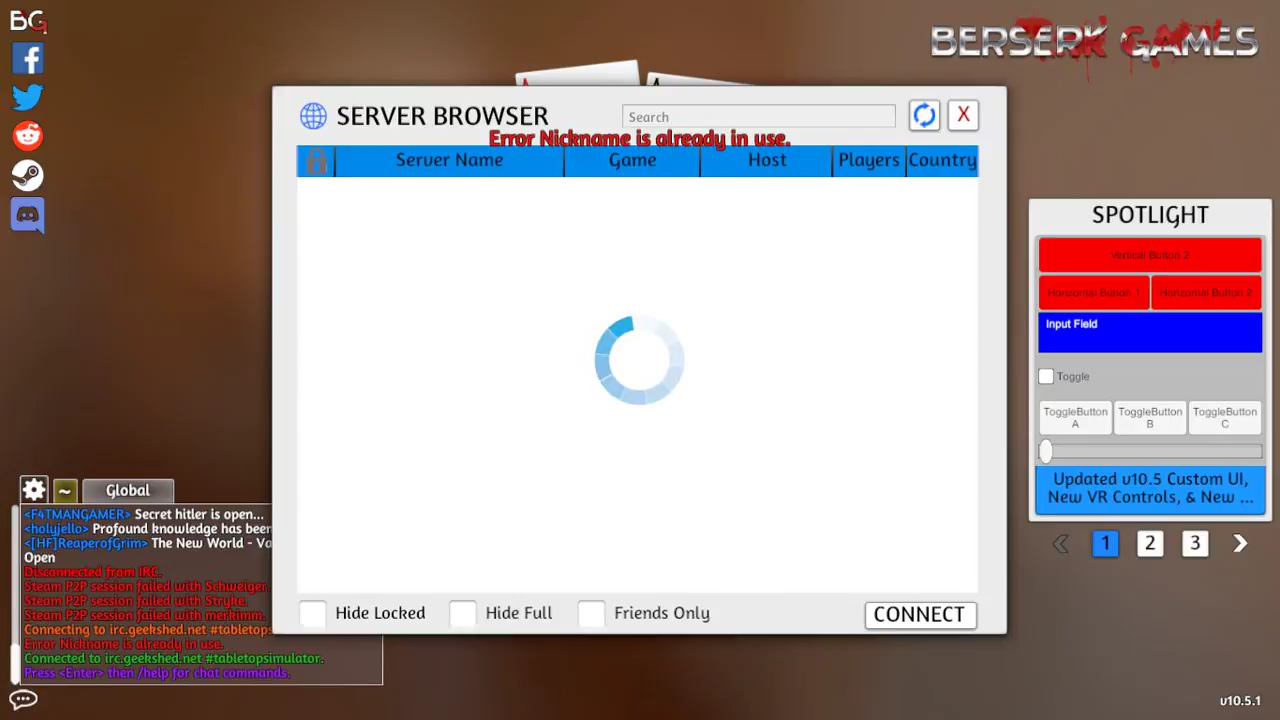 BG
BERSERK GAMES
SERVER BROWSER
Search
X
Error Nickname is already in use.
Server Name
Game
Host
Players
Country
SPOTLIGHT
Vertical Button 2
Horizontal Button 1
Horizontal Button 2
Input Field
Toggle
ToggleButton
A
ToggleButton
B
ToggleButton
C
Updated v10.5 Custom UI,
New VR Controls, & New ...
1
2
3
~
Global
<F4TMANGAMER> Secret hitler is open...
<holyjello> Profound knowledge has been
<[HF]ReaperofGrim> The New World - Va
Open
Disconnected from IRC.
Steam P2P session failed with Schweiger.
Steam P2P session failed with Stryke.
Steam P2P session failed with merkimm.
Connecting to irc.geekshed.net #tabletops
Error Nickname is already in use.
Connected to irc.geekshed.net #tabletopsimulator.
Press <Enter> then /help for chat commands.
Hide Locked
Hide Full
Friends Only
CONNECT
v10.5.1